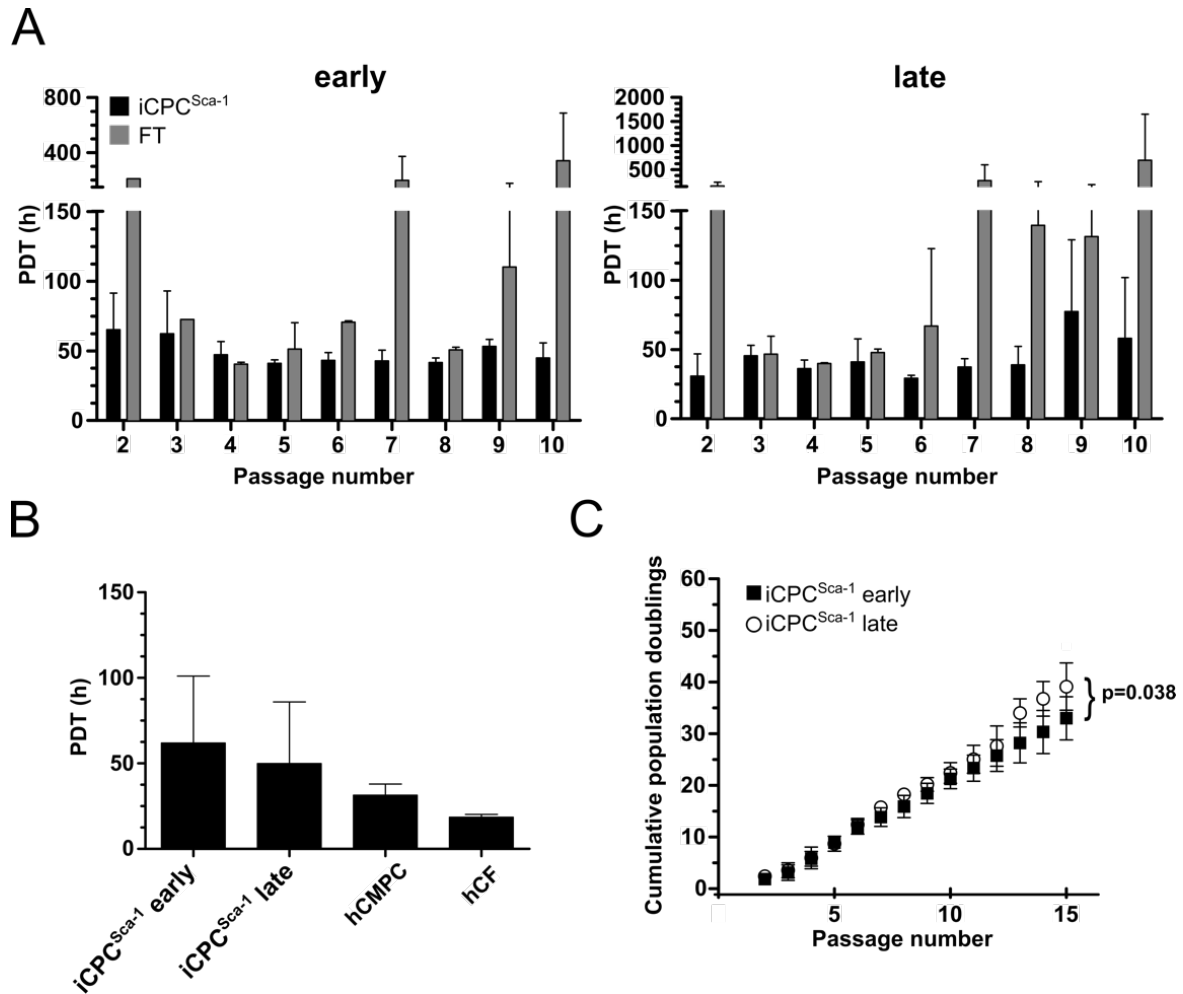 A
early
800
400
150
100
50
0
PDT (h)
iCPC^Sca-1
FT
2 3 4 5 6 7 8 9 10
Passage number
late
2000
1500
1000
500
150
100
50
0
PDT (h)
2 3 4 5 6 7 8 9 10
Passage number
B
150
100
50
0
PDT (h)
iCPC^Sca-1 early
iCPC^Sca-1 late
hCMPC
hCF
C
60
50
40
30
20
10
0
Cumulative population doublings
iCPC^Sca-1 early
iCPC^Sca-1 late
p=0.038
5 10 15
Passage number